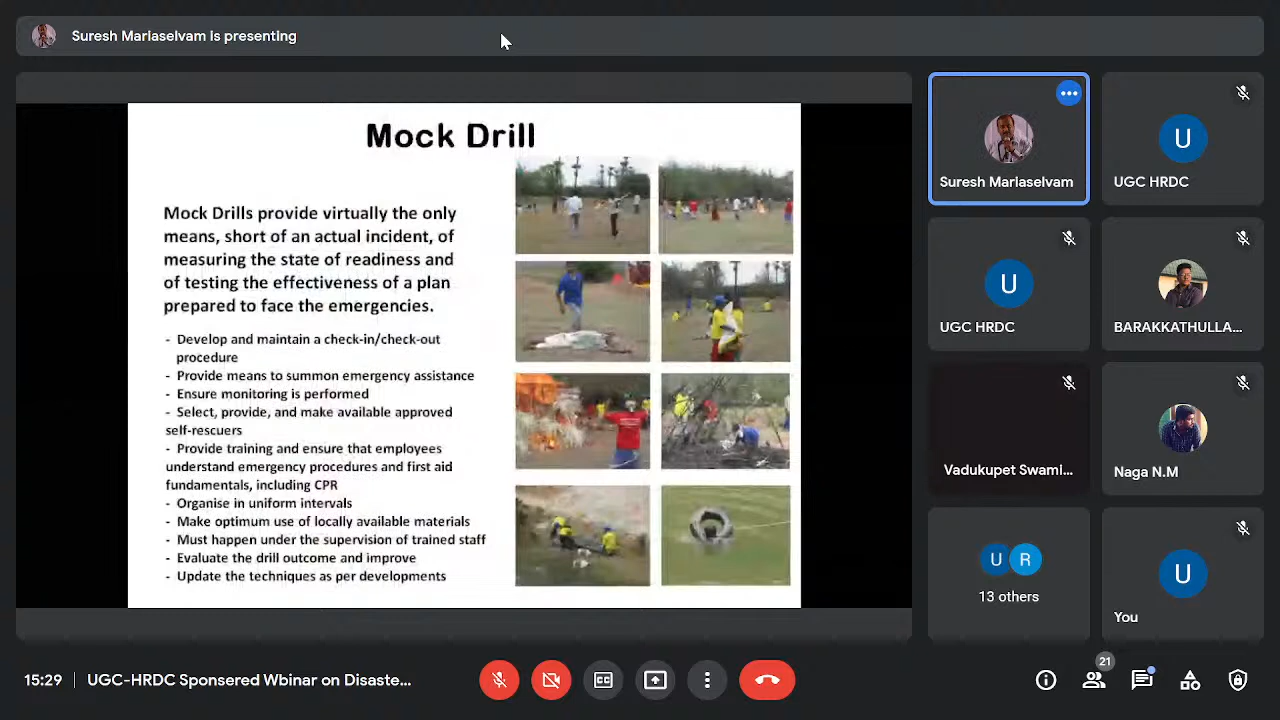 Suresh Mariaselvam is presenting
Mock Drill
Mock Drills provide virtually the only
means, short of an actual incident, of
measuring the state of readiness and
of testing the effectiveness of a plan
prepared to face the emergencies.
- Develop and maintain a check-in/check-out
procedure
- Provide means to summon emergency assistance
- Ensure monitoring is performed
- Select, provide, and make available approved
self-rescuers
- Provide training and ensure that employees
understand emergency procedures and first aid
fundamentals, including CPR
- Organise in uniform intervals
- Make optimum use of locally available materials
- Must happen under the supervision of trained staff
- Evaluate the drill outcome and improve
- Update the techniques as per developments
Suresh Mariaselvam
U
UGC HRDC
U
UGC HRDC
BARAKKATHULLA...
Vadukupet Swami...
Naga N.M
U R
13 others
U
You
15:29 | UGC-HRDC Sponsered Wbinar on Disaste...
CC
21